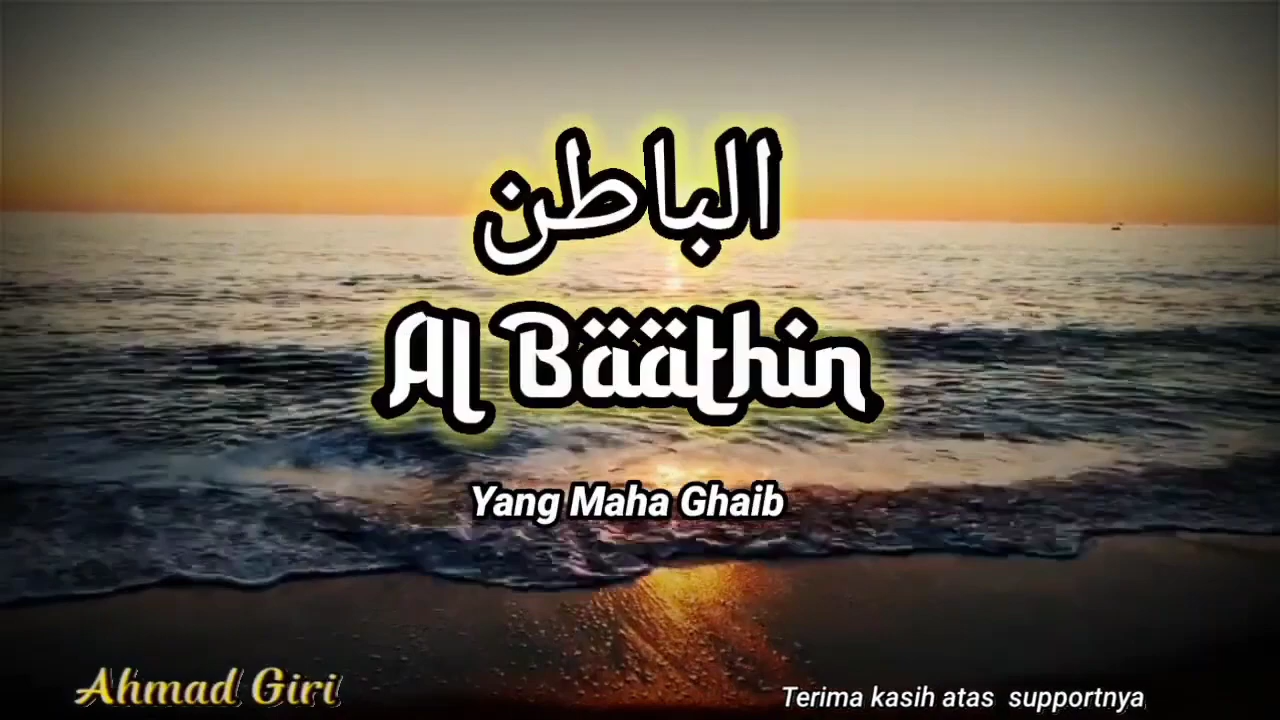 الباطن
Al Bääthin
Yang Maha Ghaib
Ahmad Giri
Terima kasih atas supportnya